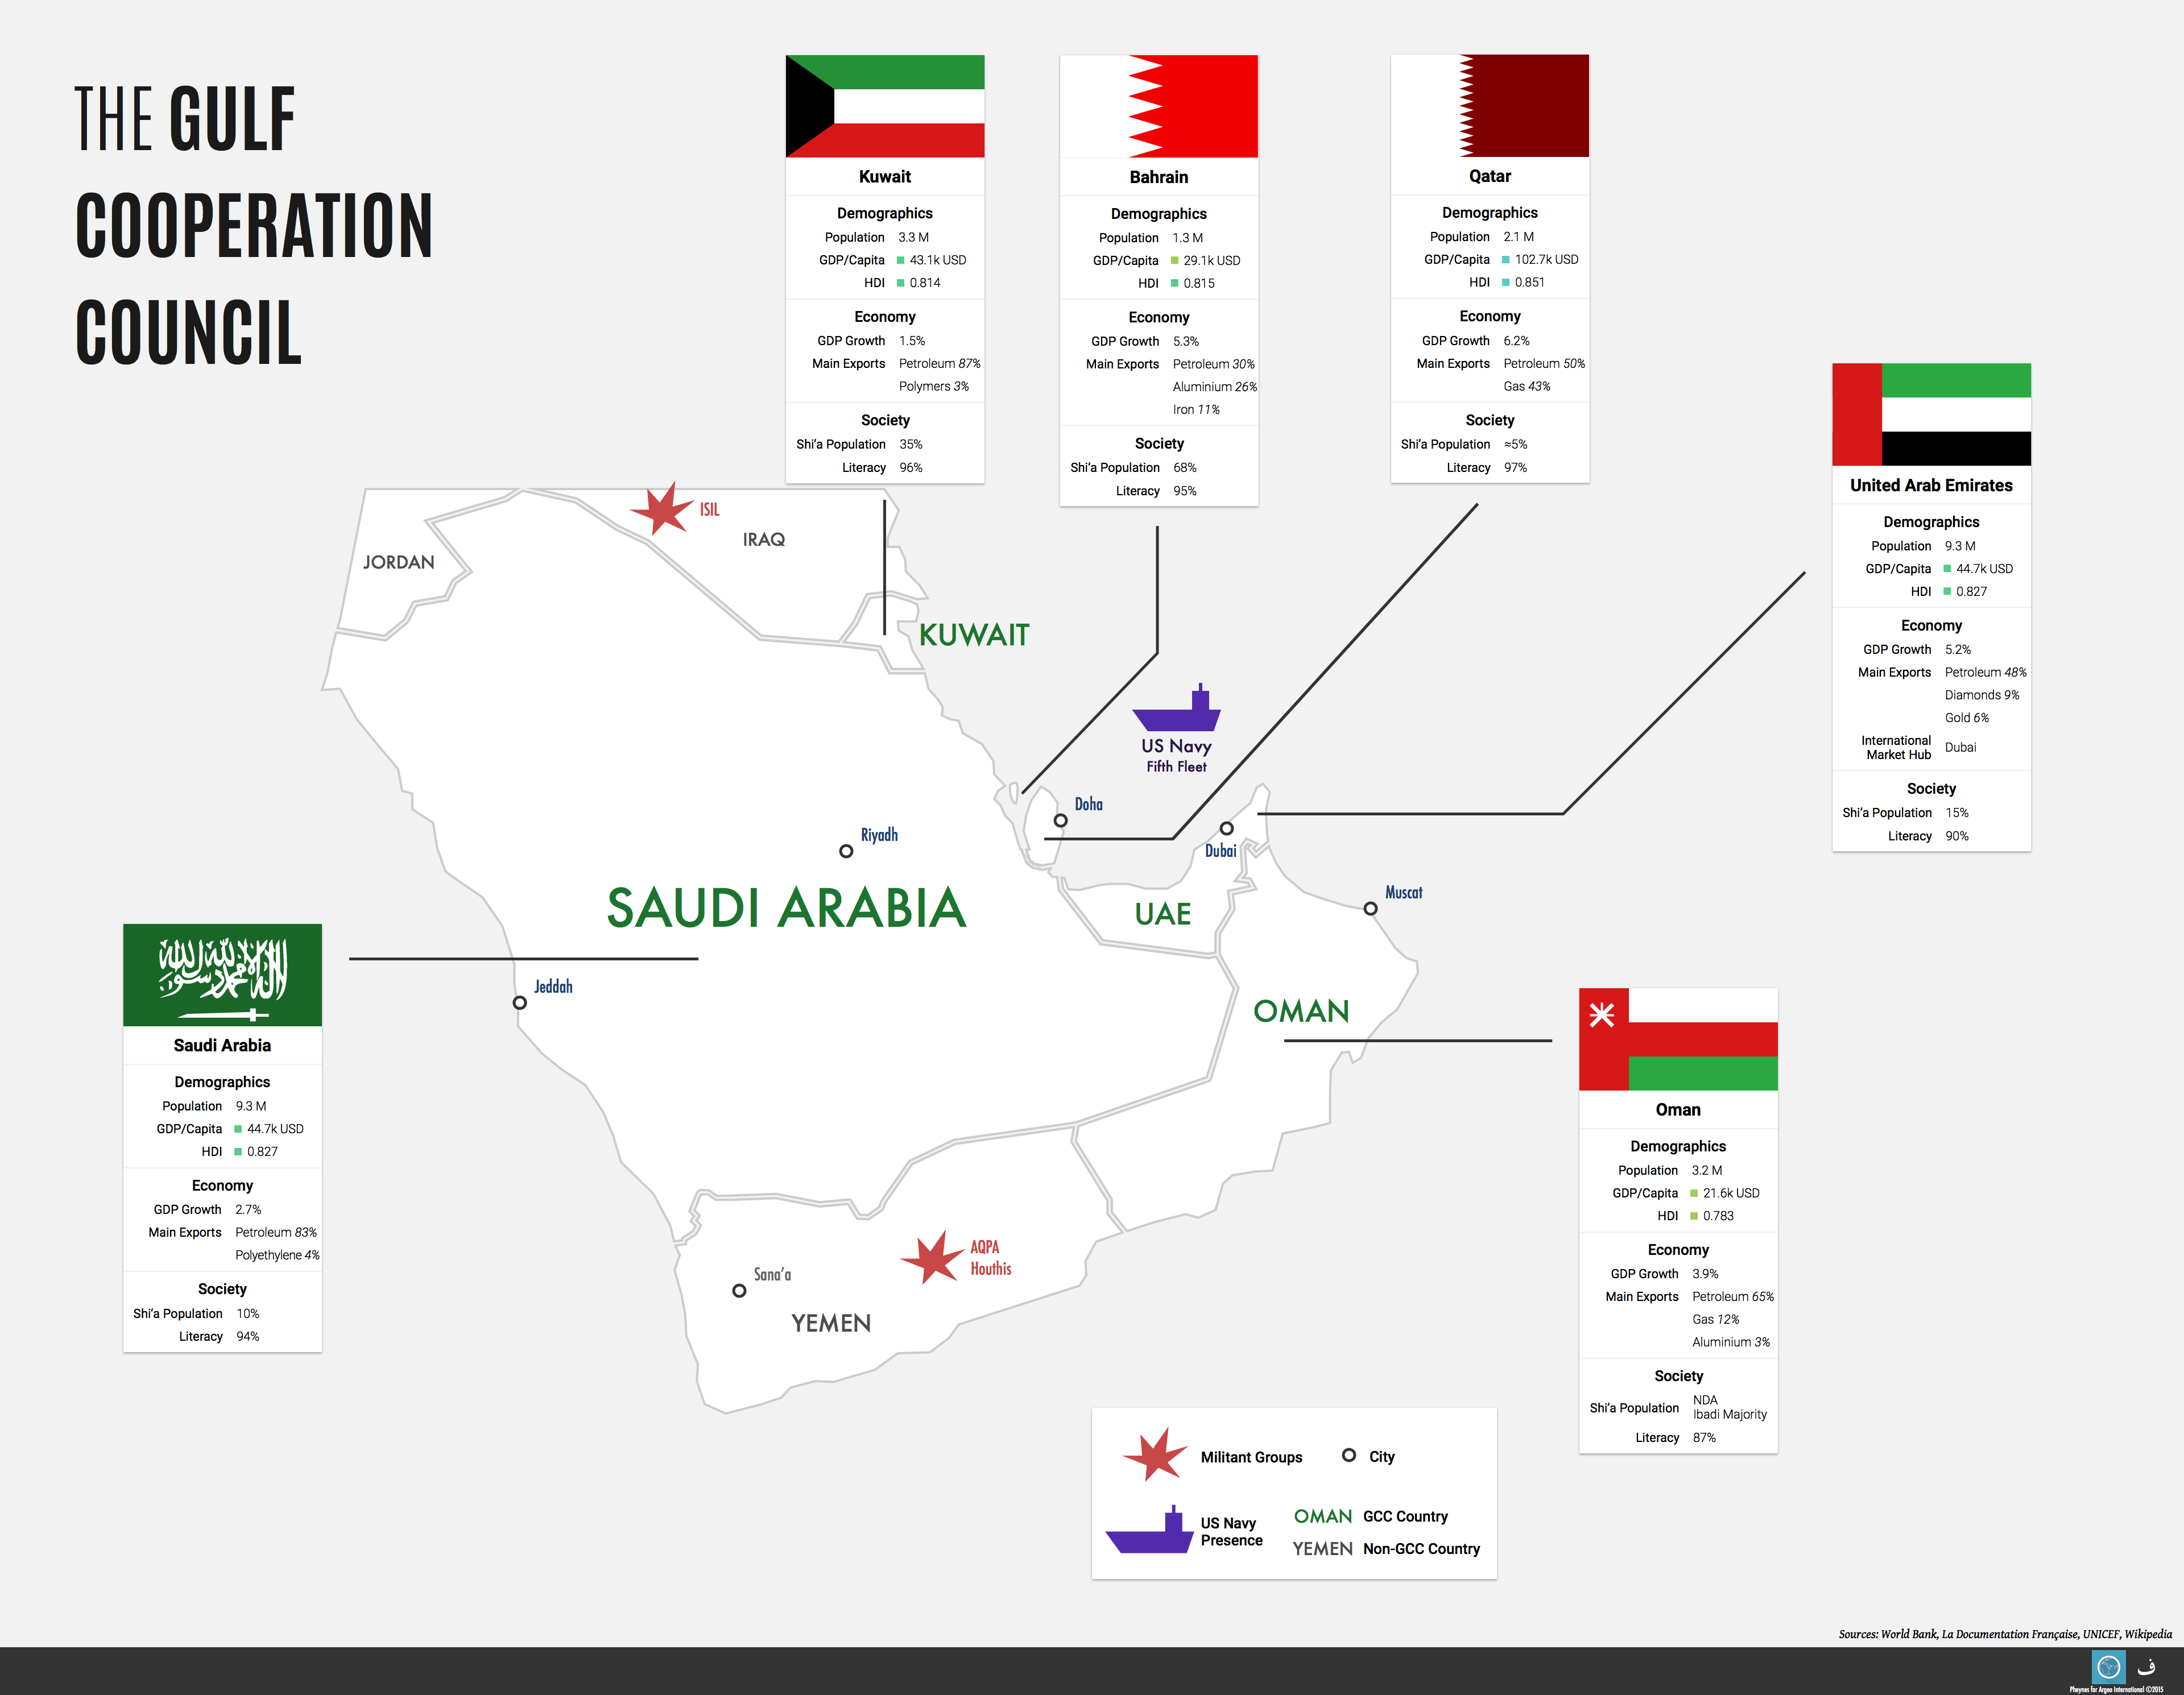 THE GULF
COOPERATION
COUNCIL
Kuwait
Demographics
Population 3.3 M
GDP/Capita 43.1k USD
HDI 0.814
Economy
GDP Growth 1.5%
Main Exports Petroleum 87%
Polymers 3%
Society
Shi'a Population 35%
Literacy 96%
Bahrain
Demographics
Population 1.3 M
GDP/Capita 29.1k USD
HDI 0.815
Economy
GDP Growth 5.3%
Main Exports Petroleum 30%
Aluminium 26%
Iron 11%
Society
Shi'a Population 68%
Literacy 95%
Qatar
Demographics
Population 2.1 M
GDP/Capita 102.7k USD
HDI 0.851
Economy
GDP Growth 6.2%
Main Exports Petroleum 50%
Gas 43%
Society
Shi'a Population ≈5%
Literacy 97%
United Arab Emirates
Demographics
Population 9.3 M
GDP/Capita 44.7k USD
HDI 0.827
Economy
GDP Growth 5.2%
Main Exports Petroleum 48%
Diamonds 9%
Gold 6%
International
Market Hub Dubai
Society
Shi'a Population 15%
Literacy 90%
ISIL
IRAQ
JORDAN
KUWAIT
US Navy
Fifth Fleet
Doha
Riyadh
Dubai
SAUDI ARABIA
UAE
Muscat
Jeddah
OMAN
Sana'a
AQPA
Houthis
YEMEN
لا إله إلا الله محمد رسول الله
Saudi Arabia
Demographics
Population 9.3 M
GDP/Capita 44.7k USD
HDI 0.827
Economy
GDP Growth 2.7%
Main Exports Petroleum 83%
Polyethylene 4%
Society
Shi'a Population 10%
Literacy 94%
Oman
Demographics
Population 3.2 M
GDP/Capita 21.6k USD
HDI 0.783
Economy
GDP Growth 3.9%
Main Exports Petroleum 65%
Gas 12%
Aluminium 3%
Society
Shi'a Population NDA
Ibadi Majority
Literacy 87%
Militant Groups
City
US Navy
Presence
OMAN GCC Country
YEMEN Non-GCC Country
Sources: World Bank, La Documentation Française, UNICEF, Wikipedia
ف
Pheynes for Argeo International ©2015